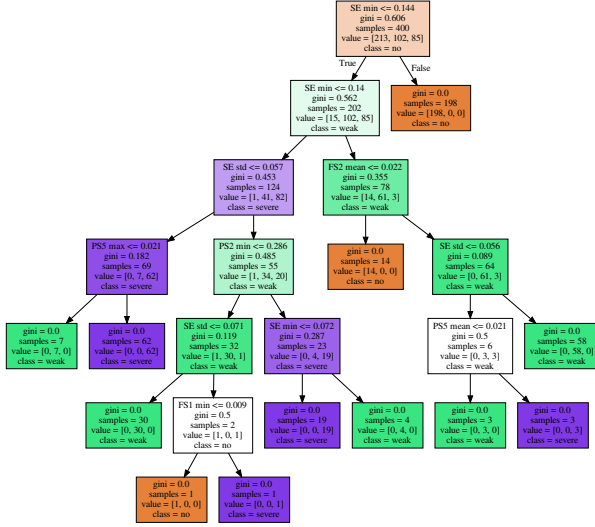 SE min <= 0.144
gini = 0.606
samples = 400
value = [213, 102, 85]
class = no
True
False
SE min <= 0.14
gini = 0.562
samples = 202
value = [15, 102, 85]
class = weak
gini = 0.0
samples = 198
value = [198, 0, 0]
class = no
SE std <= 0.057
gini = 0.453
samples = 124
value = [1, 41, 82]
class = severe
FS2 mean <= 0.022
gini = 0.355
samples = 78
value = [14, 61, 3]
class = weak
PS5 max <= 0.021
gini = 0.182
samples = 69
value = [0, 7, 62]
class = severe
PS2 min <= 0.286
gini = 0.485
samples = 55
value = [1, 34, 20]
class = weak
gini = 0.0
samples = 14
value = [14, 0, 0]
class = no
SE std <= 0.056
gini = 0.089
samples = 64
value = [0, 61, 3]
class = weak
gini = 0.0
samples = 7
value = [0, 7, 0]
class = weak
gini = 0.0
samples = 62
value = [0, 0, 62]
class = severe
SE std <= 0.071
gini = 0.119
samples = 32
value = [1, 30, 1]
class = weak
SE min <= 0.072
gini = 0.287
samples = 23
value = [0, 4, 19]
class = severe
PS5 mean <= 0.021
gini = 0.5
samples = 6
value = [0, 3, 3]
class = weak
gini = 0.0
samples = 58
value = [0, 58, 0]
class = weak
gini = 0.0
samples = 30
value = [0, 30, 0]
class = weak
FS1 min <= 0.009
gini = 0.5
samples = 2
value = [1, 0, 1]
class = no
gini = 0.0
samples = 19
value = [0, 0, 19]
class = severe
gini = 0.0
samples = 4
value = [0, 4, 0]
class = weak
gini = 0.0
samples = 3
value = [0, 3, 0]
class = weak
gini = 0.0
samples = 3
value = [0, 0, 3]
class = severe
gini = 0.0
samples = 1
value = [1, 0, 0]
class = no
gini = 0.0
samples = 1
value = [0, 0, 1]
class = severe